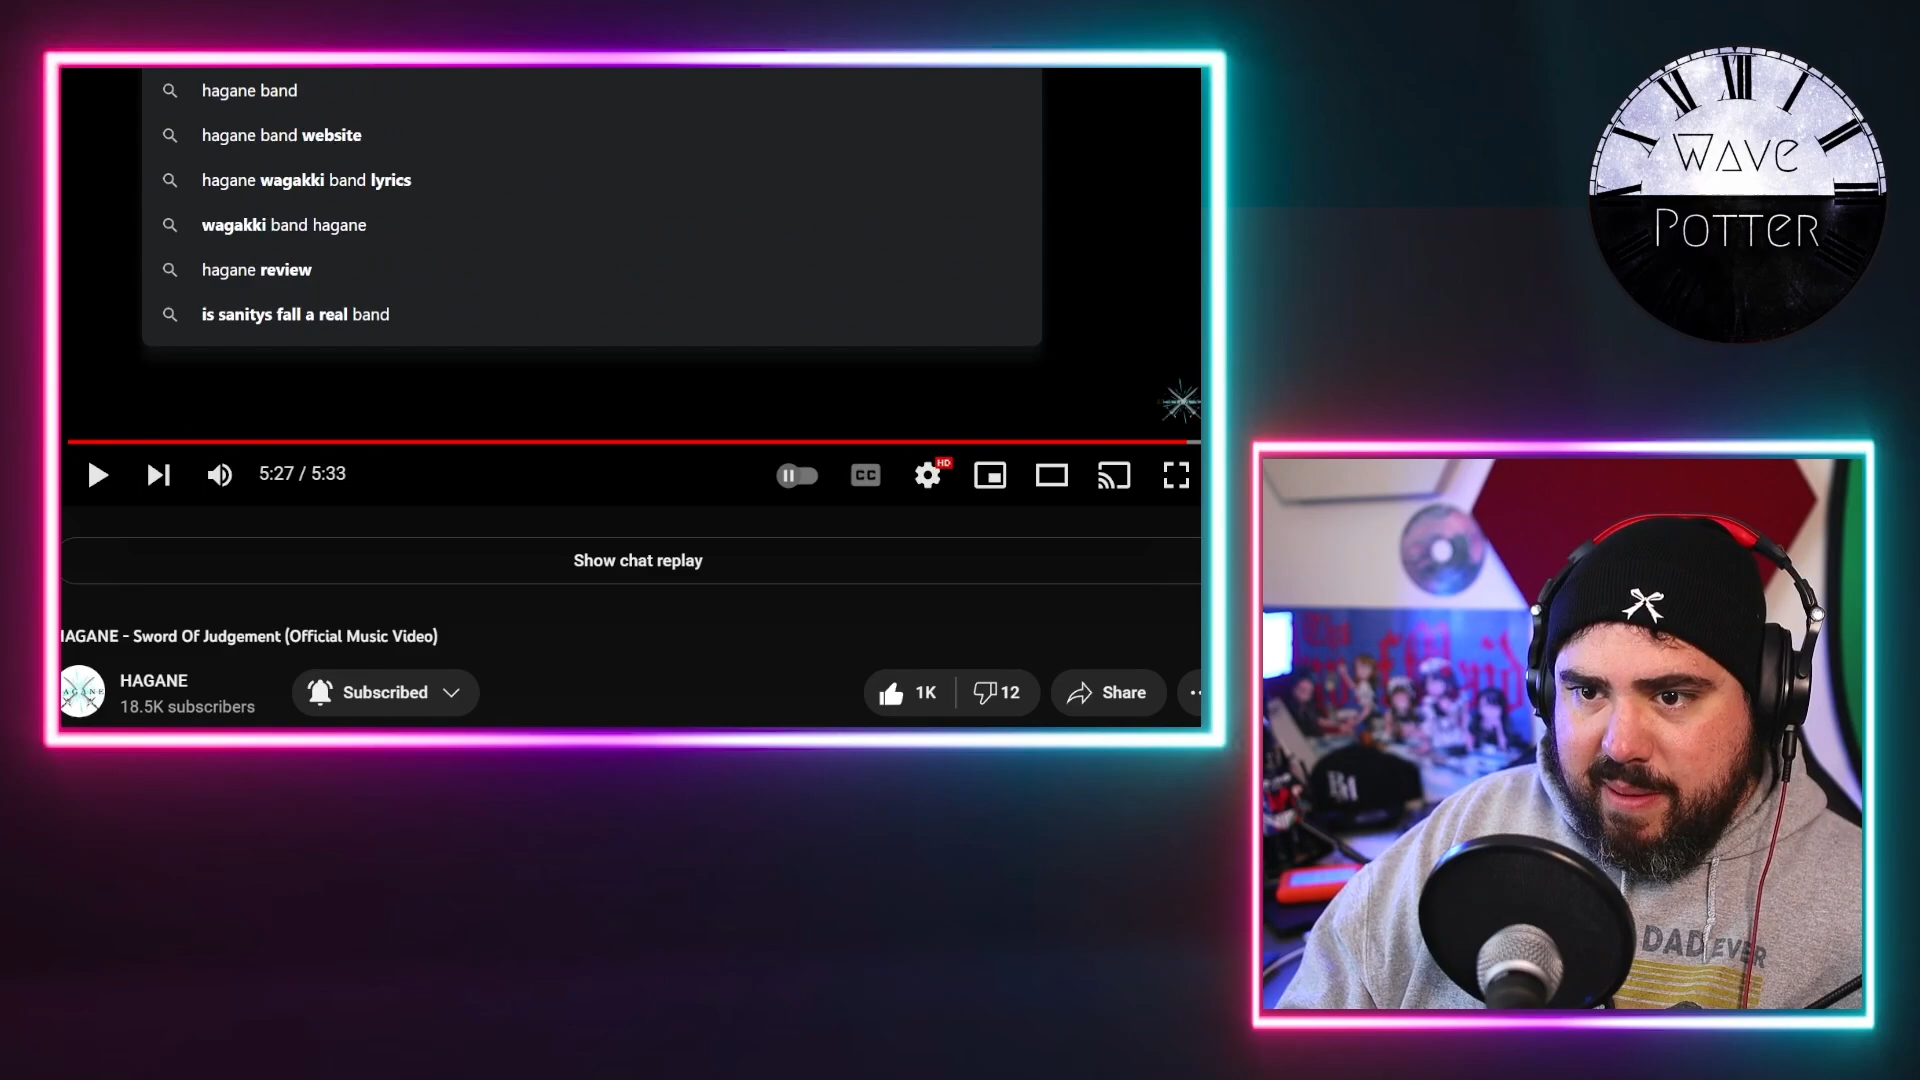 hagane band
hagane band website
hagane wagakki band lyrics
wagakki band hagane
hagane review
is sanitys fall a real band
5:27 / 5:33
CC
HD
Show chat replay
HAGANE - Sword Of Judgement (Official Music Video)
HAGANE
18.5K subscribers
Subscribed
1K
12
Share
WAVE
POTTER
DAD EVER